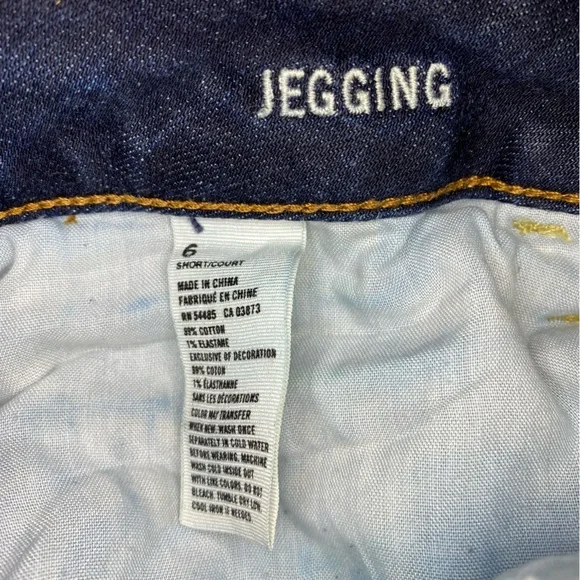 JEGGING
6
SHORT/COURT
MADE IN CHINA
FABRIQUÉ EN CHINE
RN 54485 CA 03873
99% COTTON
1% ELASTANE
EXCLUSIVE OF DECORATION
99% COTON
1% ÉLASTHANNE
SANS LES DÉCORATIONS
COLOR MAY TRANSFER
WHEN NEW. WASH ONCE
SEPARATELY IN COLD WATER
BEFORE WEARING. MACHINE
WASH COLD INSIDE OUT
WITH LIKE COLORS. DO NOT
BLEACH. TUMBLE DRY LOW.
COOL IRON IF NEEDED.